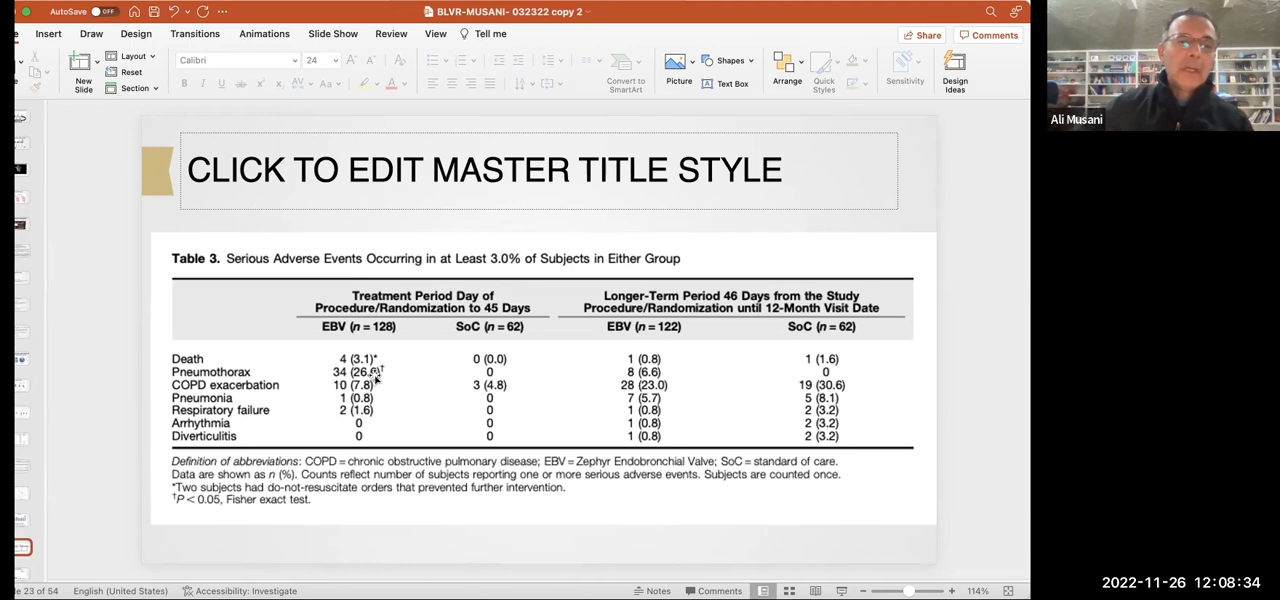 AutoSave OFF
BLVR-MUSANI- 032322 copy 2
Insert Draw Design Transitions Animations Slide Show Review View Tell me
Share Comments
New Slide
Layout
Reset
Section
Calibri 24
Convert to SmartArt
Picture
Shapes
Text Box
Arrange
Quick Styles
Sensitivity
Design Ideas
Ali Musani
CLICK TO EDIT MASTER TITLE STYLE
Table 3. Serious Adverse Events Occurring in at Least 3.0% of Subjects in Either Group
Treatment Period Day of Procedure/Randomization to 45 Days
Longer-Term Period 46 Days from the Study Procedure/Randomization until 12-Month Visit Date
EBV (n = 128) SoC (n = 62) EBV (n = 122) SoC (n = 62)
Death 4 (3.1)* 0 (0.0) 1 (0.8) 1 (1.6)
Pneumothorax 34 0 8 (6.6) 0
COPD exacerbation 10 (7.8) 3 (4.8) 28 (23.0) 19 (30.6)
Pneumonia 1 (0.8) 0 7 (5.7) 5 (8.1)
Respiratory failure 2 (1.6) 0 1 (0.8) 2 (3.2)
Arrhythmia 0 0 1 (0.8) 2 (3.2)
Diverticulitis 0 0 1 (0.8) 2 (3.2)
Definition of abbreviations: COPD = chronic obstructive pulmonary disease; EBV = Zephyr Endobronchial Valve; SoC = standard of care.
Data are shown as n (%). Counts reflect number of subjects reporting one or more serious adverse events. Subjects are counted once.
*Two subjects had do-not-resuscitate orders that prevented further intervention.
†P < 0.05, Fisher exact test.
23 of 54 English (United States) Accessibility: Investigate Notes Comments 114%
2022-11-26 12:08:34